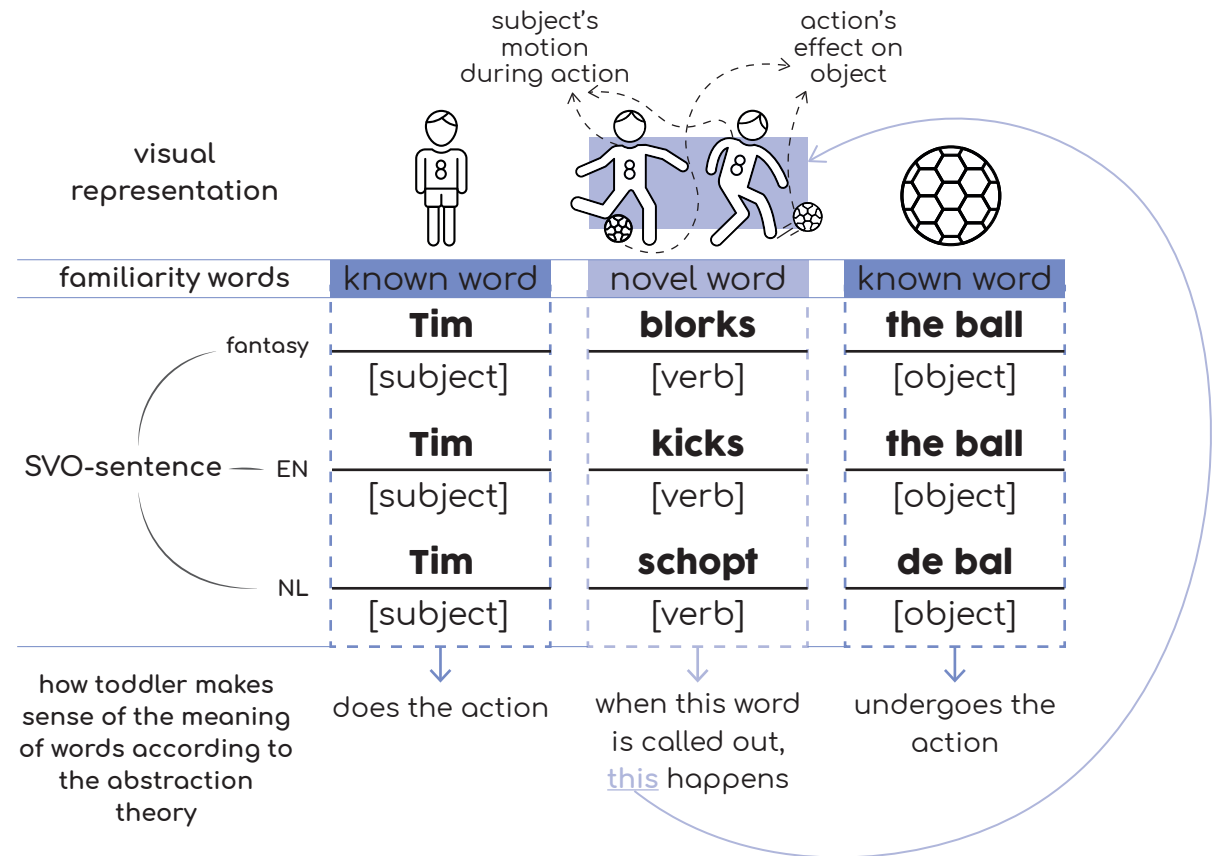 subject's
motion
during action
action's
effect on
object
8
8
8
visual
representation
familiarity words
known word
novel word
known word
fantasy
Tim
blorks
the ball
[subject]
[verb]
[object]
SVO-sentence
EN
Tim
kicks
the ball
[subject]
[verb]
[object]
NL
Tim
schopt
de bal
[subject]
[verb]
[object]
how toddler makes
sense of the meaning
of words according to
the abstraction
theory
does the action
when this word
is called out,
this happens
undergoes the
action